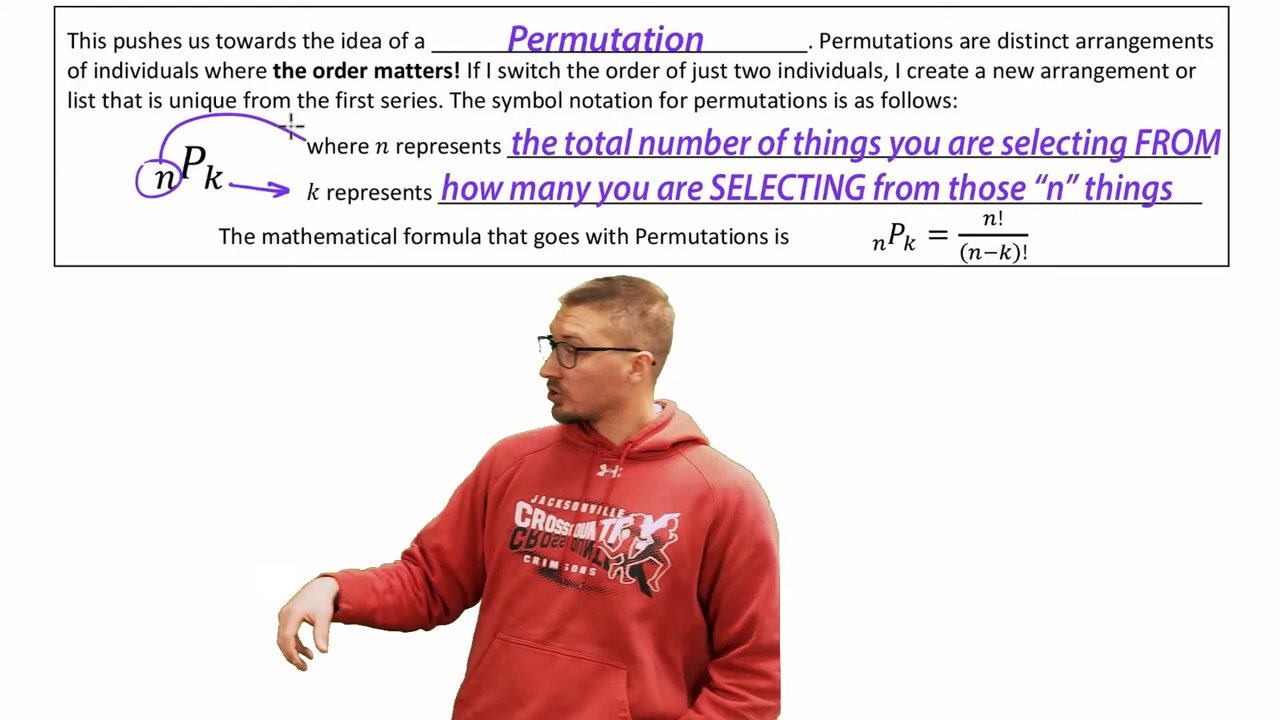 This pushes us towards the idea of a Permutation. Permutations are distinct arrangements
of individuals where the order matters! If I switch the order of just two individuals, I create a new arrangement or
list that is unique from the first series. The symbol notation for permutations is as follows:
where n represents the total number of things you are selecting FROM
nPk
k represents how many you are SELECTING from those “n” things
The mathematical formula that goes with Permutations is nPk = n!/(n−k)!
JACKSONVILLE
CROSS COUNTRY
CRIMSONS